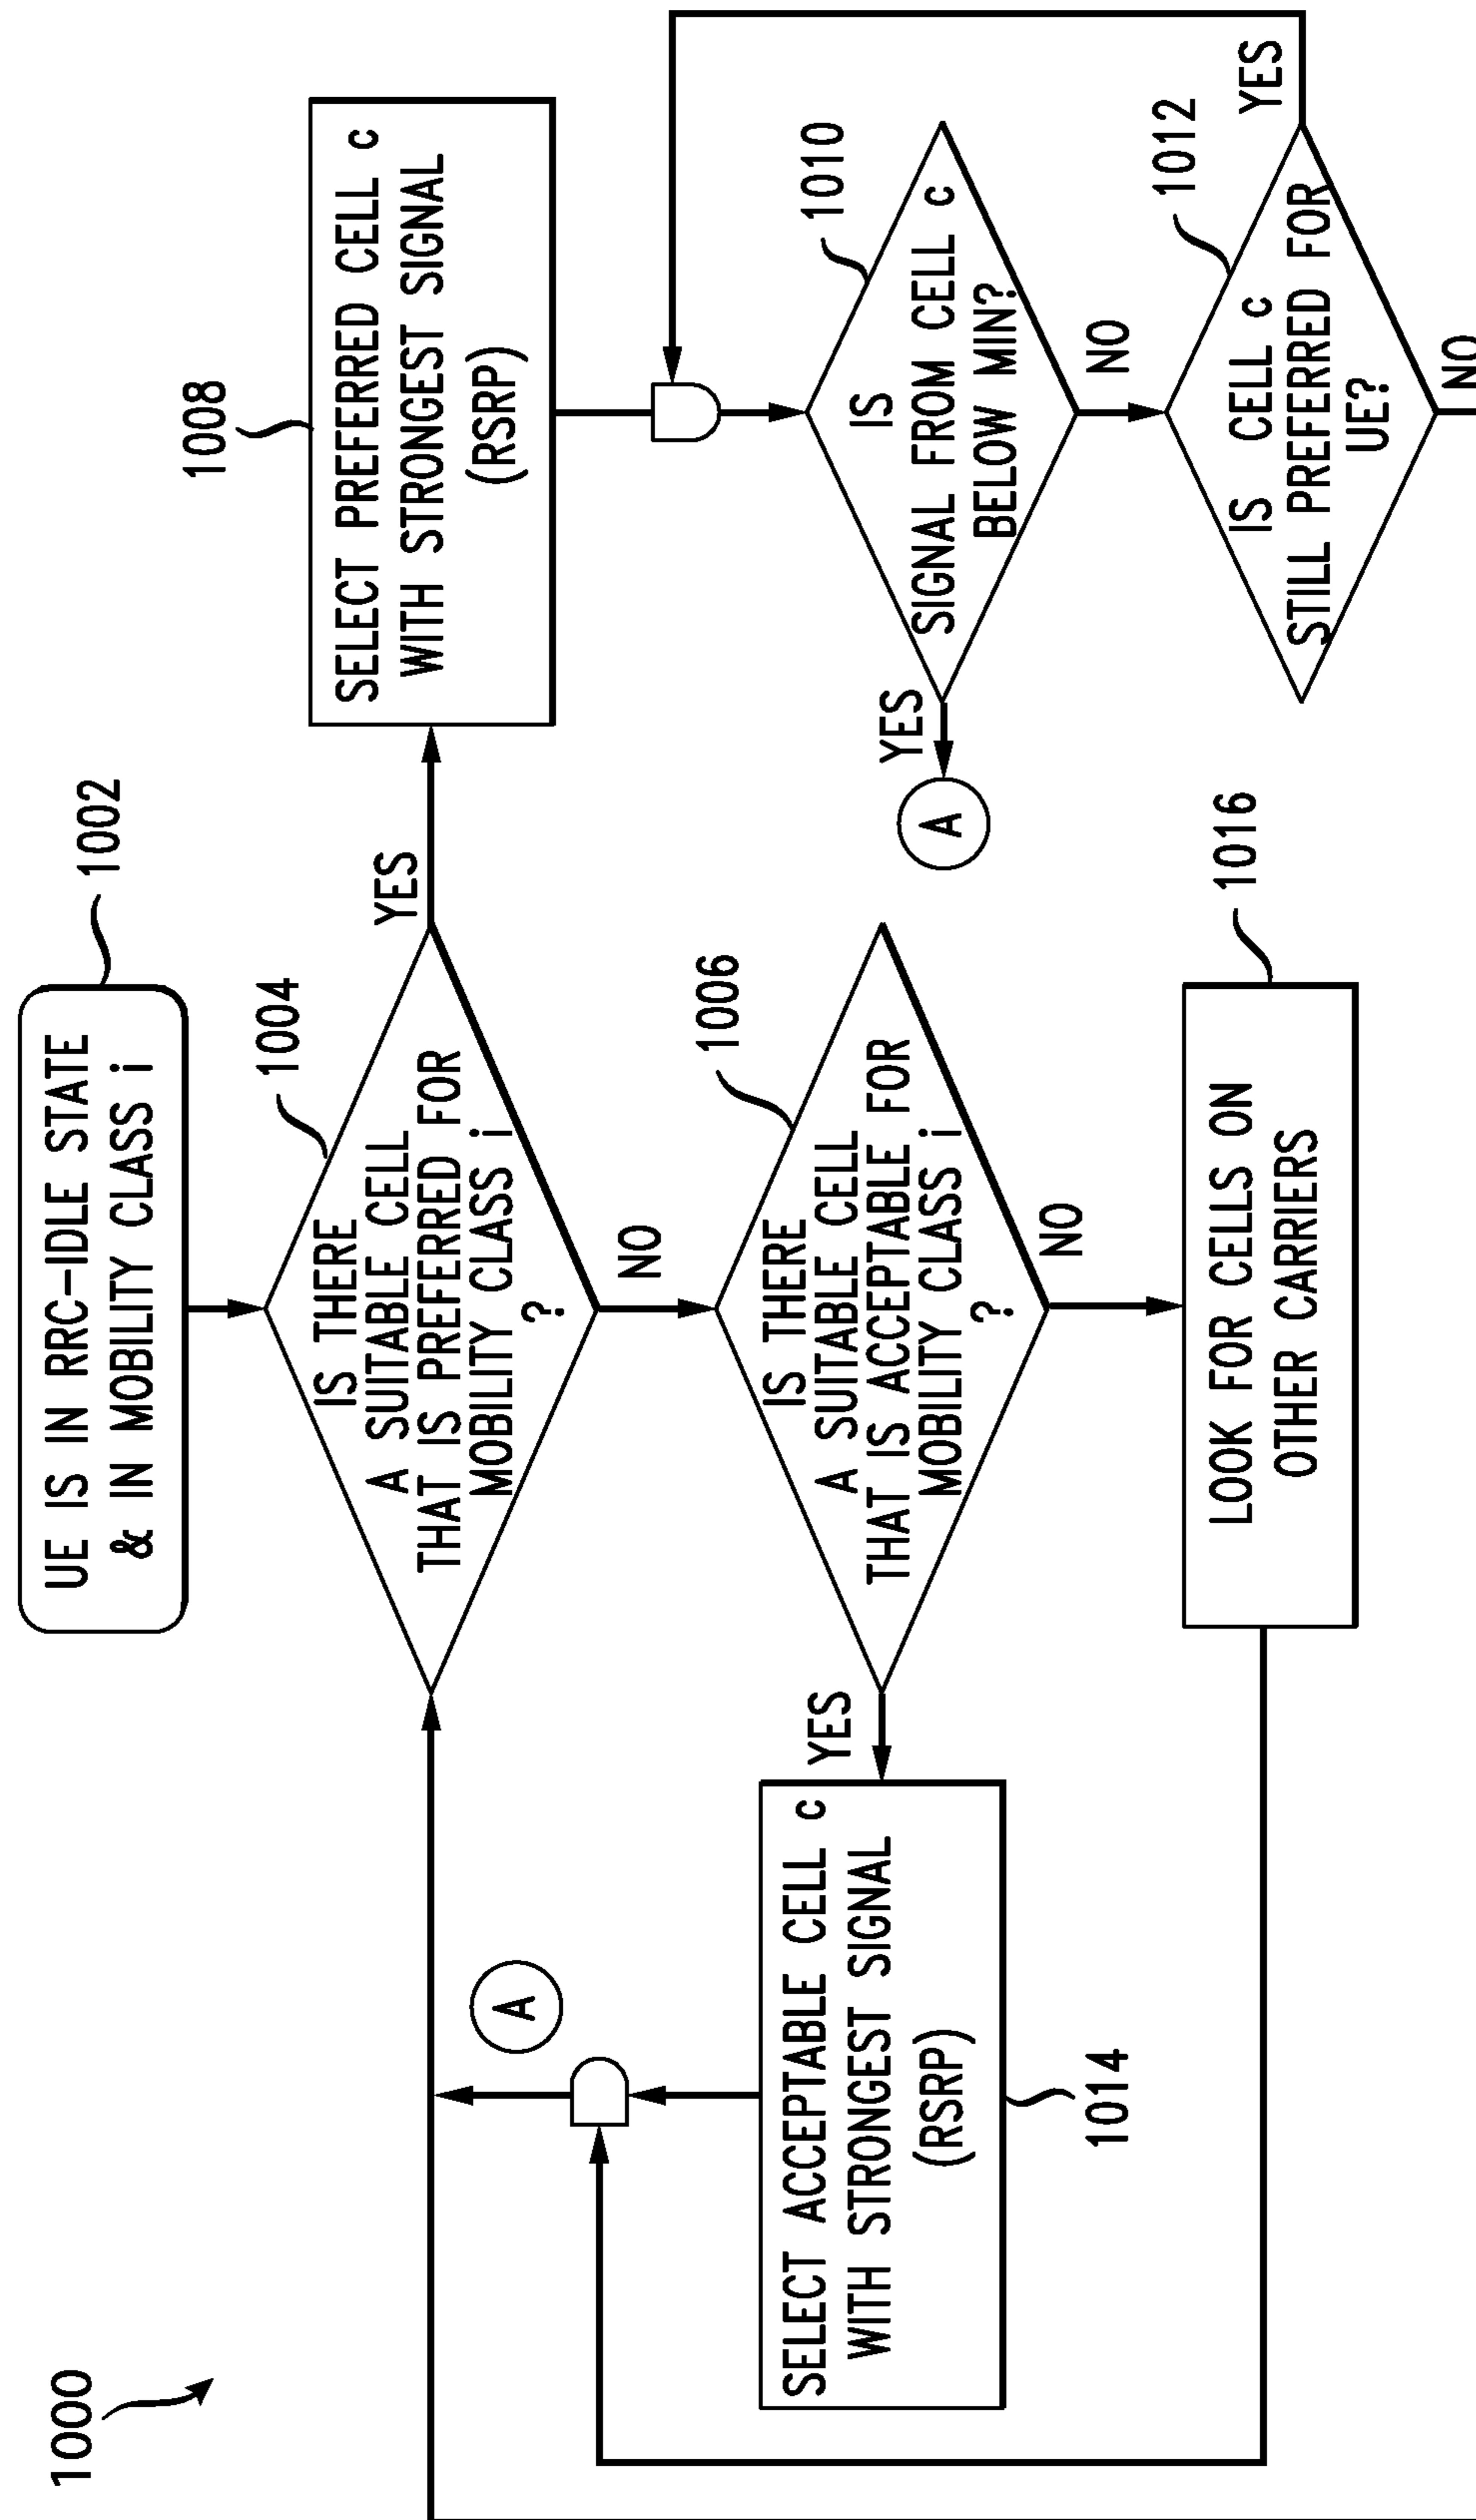 1000
UE IS IN RRC-IDLE STATE
& IN MOBILITY CLASS i
1002
IS THERE
A SUITABLE CELL
THAT IS PREFERRED FOR
MOBILITY CLASS i
?
1004
YES
NO
SELECT PREFERRED CELL c
WITH STRONGEST SIGNAL
(RSRP)
1008
A
IS THERE
A SUITABLE CELL
THAT IS ACCEPTABLE FOR
MOBILITY CLASS i
?
1006
YES
NO
SELECT ACCEPTABLE CELL c
WITH STRONGEST SIGNAL
(RSRP)
1014
IS
SIGNAL FROM CELL c
BELOW MIN?
1010
YES
A
NO
LOOK FOR CELLS ON
OTHER CARRIERS
1016
IS CELL c
STILL PREFERRED FOR
UE?
1012
YES
NO